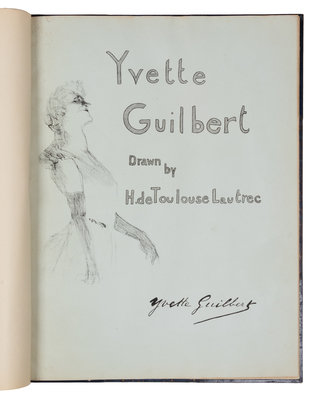 Yvette
Guilbert
Drawn
by
H. de Toulouse Lautrec
Yvette Guilbert